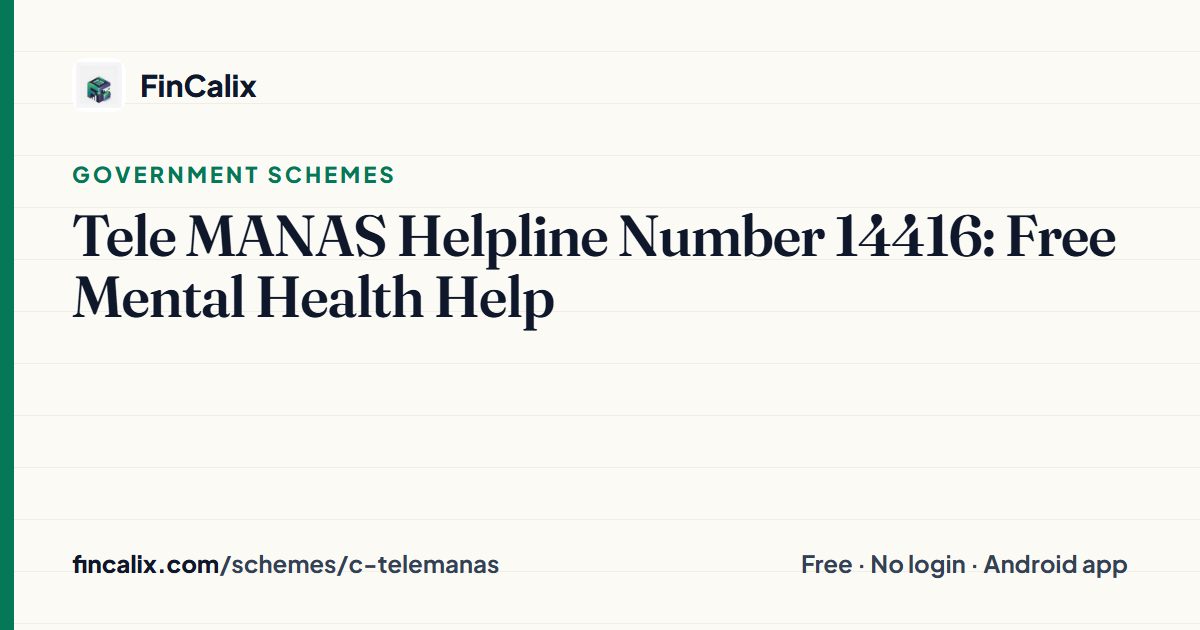 FinCalix
GOVERNMENT SCHEMES
Tele MANAS Helpline Number 14416: Free
Mental Health Help
fincalix.com/schemes/c-telemanas
Free · No login · Android app